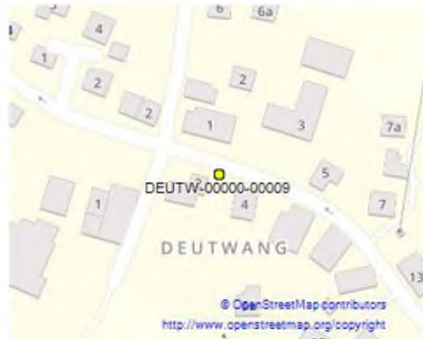 6
6a
4
1
2
2
2
1
3
7a
DEUTW-00000-00009
5
1
4
7
DEUTWANG
13
© OpenStreetMap contributors
http://www.openstreetmap.org/copyright